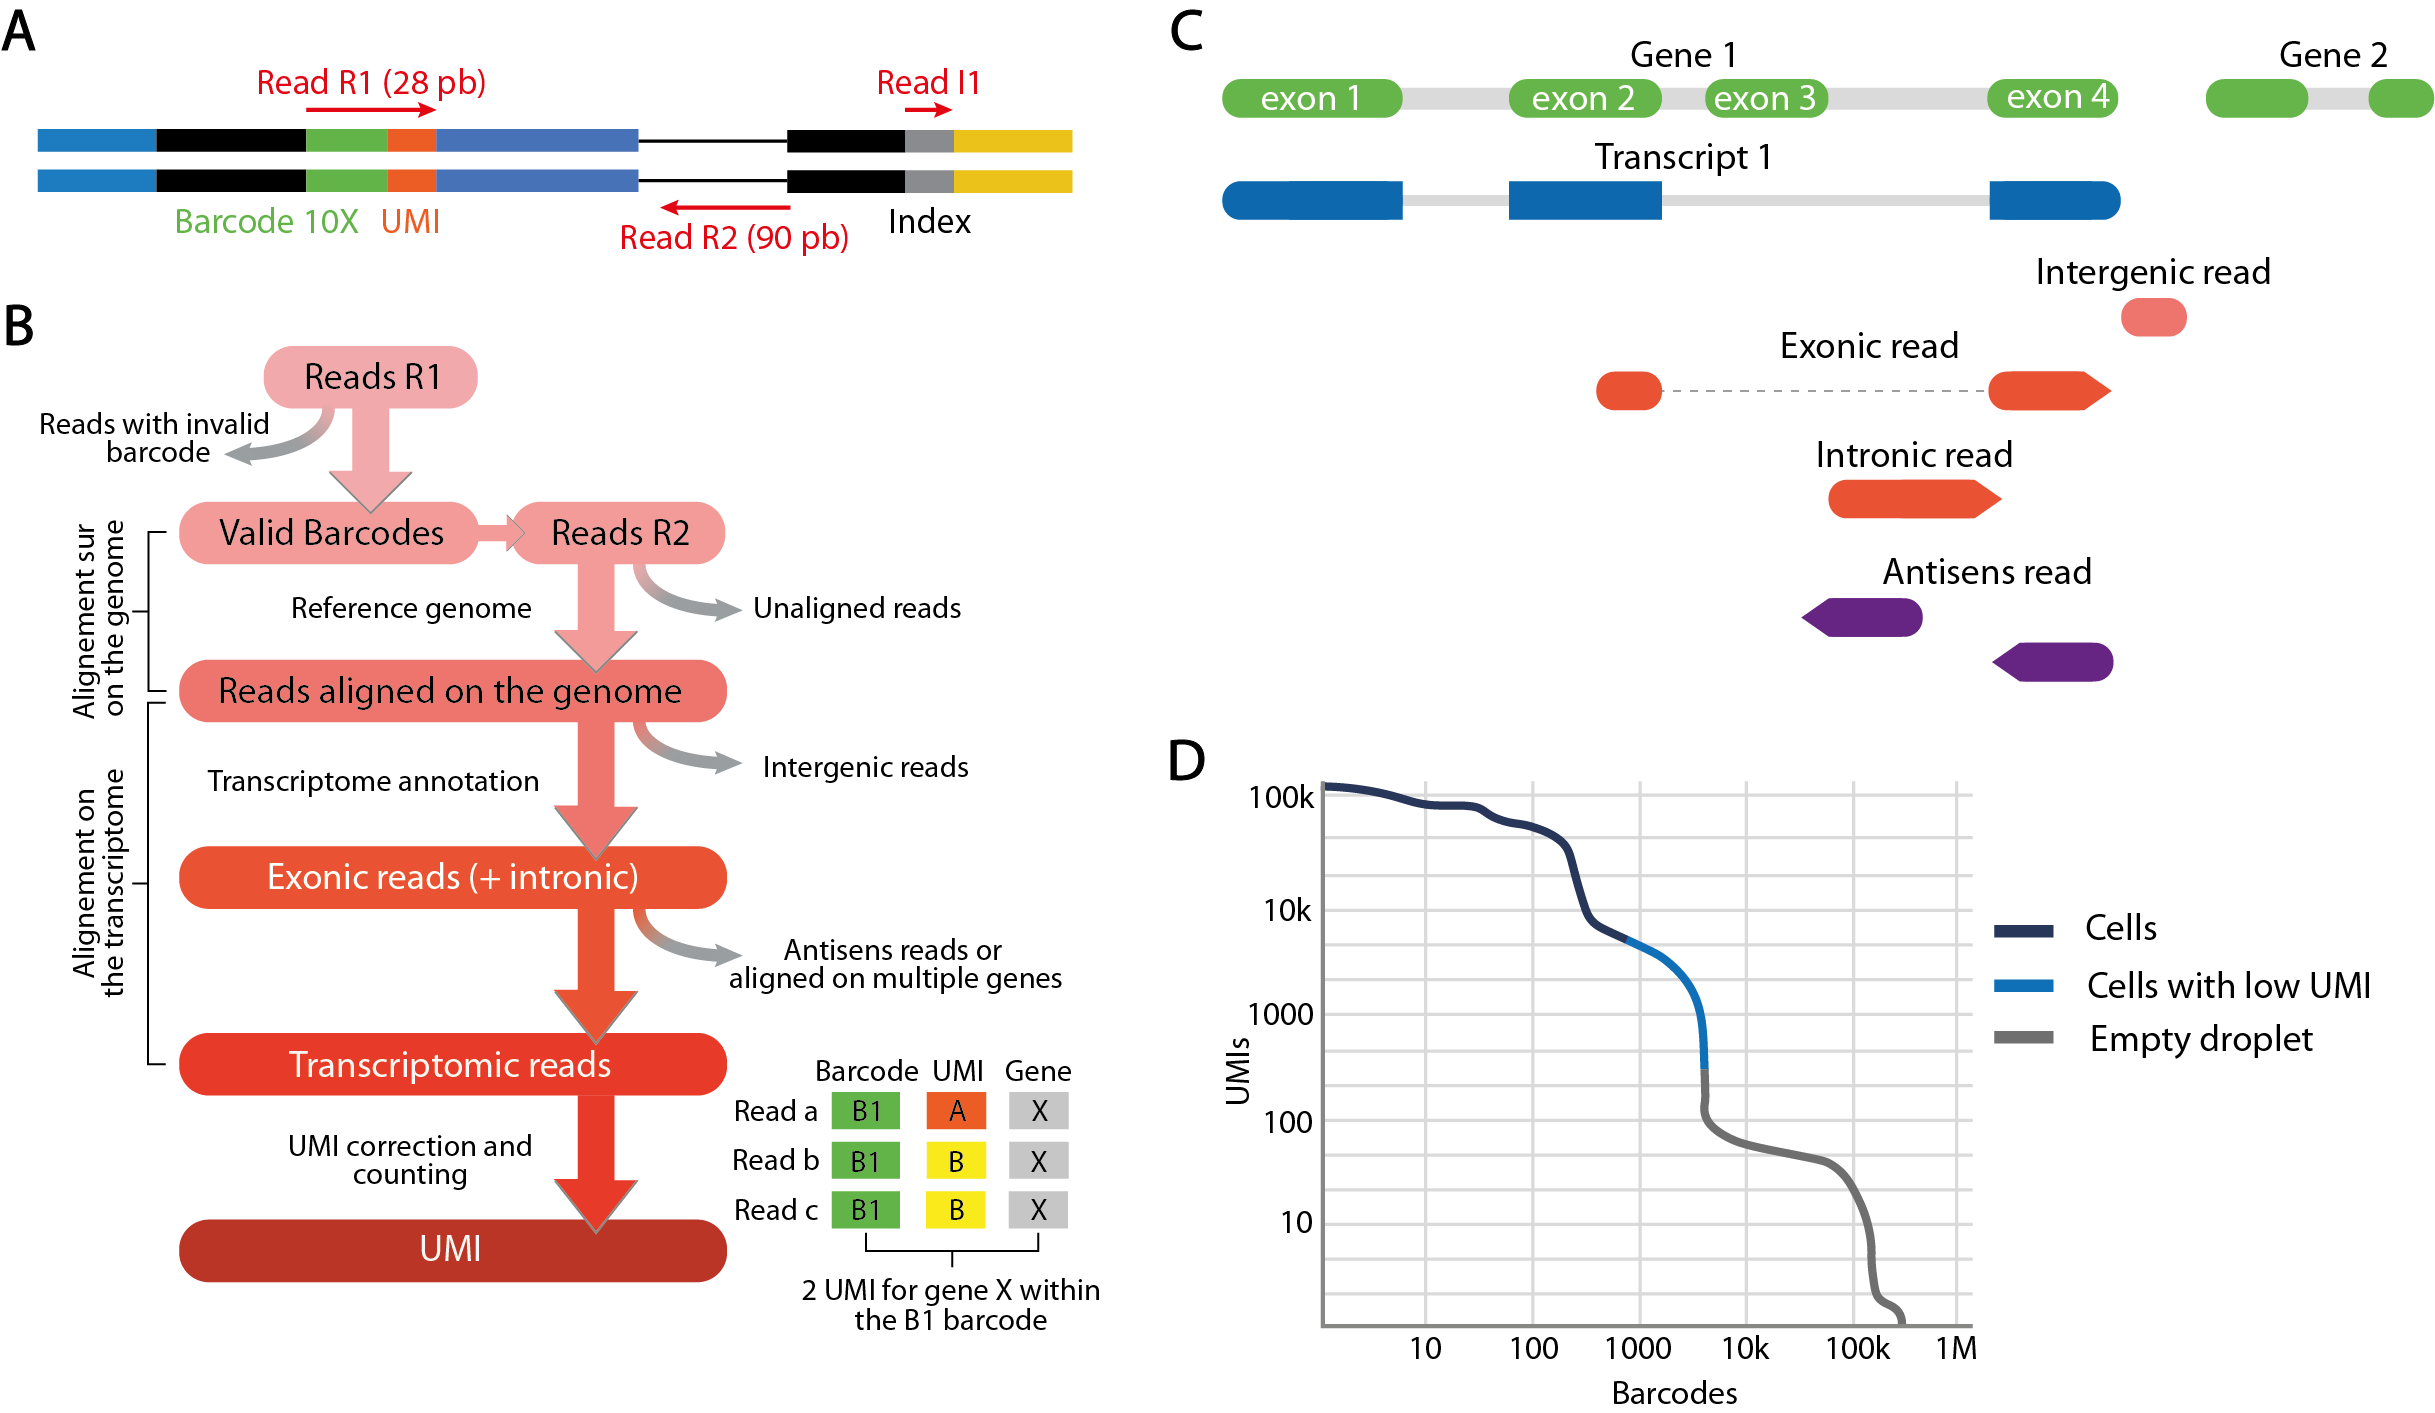 A
Read R1 (28 pb)
Read I1
Barcode 10X
UMI
Read R2 (90 pb)
Index
B
Reads R1
Reads with invalid
barcode
Valid Barcodes
Reads R2
Alignement sur
on the genome
Reference genome
Unaligned reads
Reads aligned on the genome
Transcriptome annotation
Intergenic reads
Alignement on
the transcriptome
Exonic reads (+ intronic)
Antisens reads or
aligned on multiple genes
Transcriptomic reads
UMI correction and
counting
UMI
Barcode UMI Gene
Read a B1 A X
Read b B1 B X
Read c B1 B X
2 UMI for gene X within
the B1 barcode
C
Gene 1
Gene 2
exon 1
exon 2
exon 3
exon 4
Transcript 1
Intergenic read
Exonic read
Intronic read
Antisens read
D
100k
10k
1000
100
10
UMIs
10 100 1000 10k 100k 1M
Barcodes
Cells
Cells with low UMI
Empty droplet